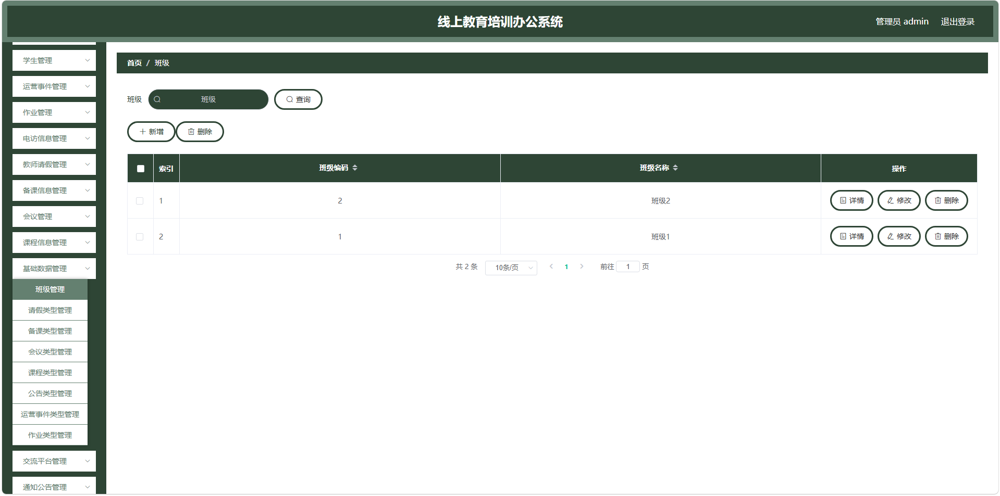 线上教育培训办公系统
管理员 admin 退出登录
学生管理
运营事件管理
作业管理
电访信息管理
教师请假管理
备课信息管理
会议管理
课程信息管理
基础数据管理
班级管理
请假类型管理
备课类型管理
会议类型管理
课程类型管理
公告类型管理
运营事件类型管理
作业类型管理
交流平台管理
通知公告管理
首页 / 班级
班级 班级 查询
新增 删除
索引 班级编码 班级名称 操作
1 2 班级2 详情 修改 删除
2 1 班级1 详情 修改 删除
共 2 条 10条/页 1 前往 1 页